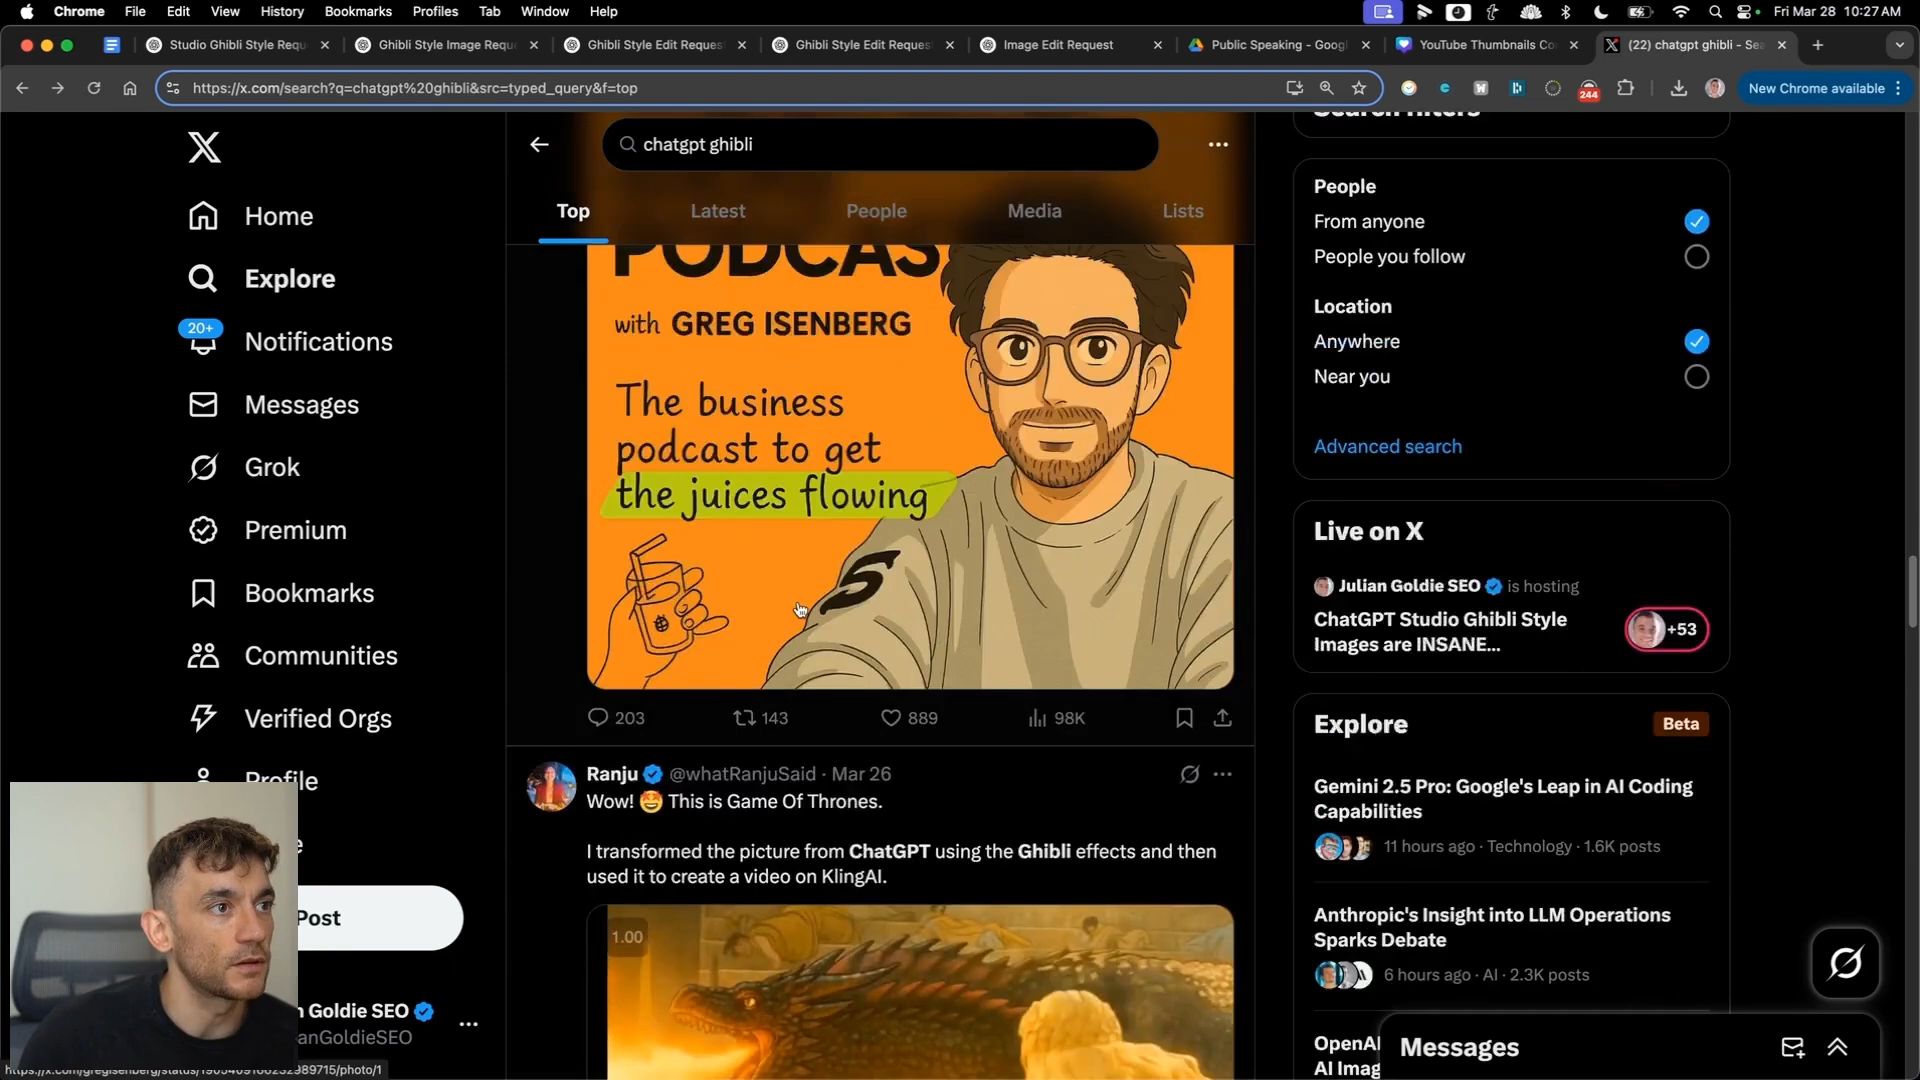 Chrome File Edit View History Bookmarks Profiles Tab Window Help Fri Mar 28 10:27 AM
Studio Ghibli Style Requ Ghibli Style Image Requ Ghibli Style Edit Request Ghibli Style Edit Request Image Edit Request Public Speaking - Googl YouTube Thumbnails Co (22) chatgpt ghibli - Sea
https://x.com/search?q=chatgpt%20ghibli&src=typed_query&f=top
244
New Chrome available
Home
Explore
20+
Notifications
Messages
Grok
Premium
Bookmarks
Communities
Verified Orgs
Profile
Post
n Goldie SEO
anGoldieSEO
chatgpt ghibli
Top Latest People Media Lists
PODCAS
with GREG ISENBERG
The business
podcast to get
the juices flowing
S
203 143 889 98K
Ranju @whatRanjuSaid · Mar 26
Wow! 🤩 This is Game Of Thrones.
I transformed the picture from ChatGPT using the Ghibli effects and then
used it to create a video on KlingAI.
1.00
Search filters
People
From anyone
People you follow
Location
Anywhere
Near you
Advanced search
Live on X
Julian Goldie SEO is hosting
ChatGPT Studio Ghibli Style
Images are INSANE...
+53
Explore
Beta
Gemini 2.5 Pro: Google's Leap in AI Coding
Capabilities
11 hours ago · Technology · 1.6K posts
Anthropic's Insight into LLM Operations
Sparks Debate
6 hours ago · AI · 2.3K posts
OpenAI
AI Imag
Messages